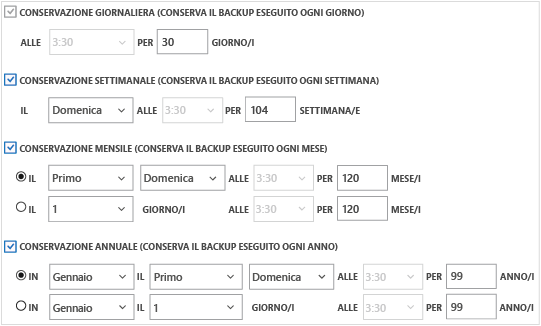 CONSERVAZIONE GIORNALIERA (CONSERVA IL BACKUP ESEGUITO OGNI GIORNO)
ALLE 3:30 PER 30 GIORNO/I
CONSERVAZIONE SETTIMANALE (CONSERVA IL BACKUP ESEGUITO OGNI SETTIMANA)
IL Domenica ALLE 3:30 PER 104 SETTIMANA/E
CONSERVAZIONE MENSILE (CONSERVA IL BACKUP ESEGUITO OGNI MESE)
IL Primo Domenica ALLE 3:30 PER 120 MESE/I
IL 1 GIORNO/I ALLE 3:30 PER 120 MESE/I
CONSERVAZIONE ANNUALE (CONSERVA IL BACKUP ESEGUITO OGNI ANNO)
IN Gennaio IL Primo Domenica ALLE 3:30 PER 99 ANNO/I
IN Gennaio IL 1 GIORNO/I ALLE 3:30 PER 99 ANNO/I